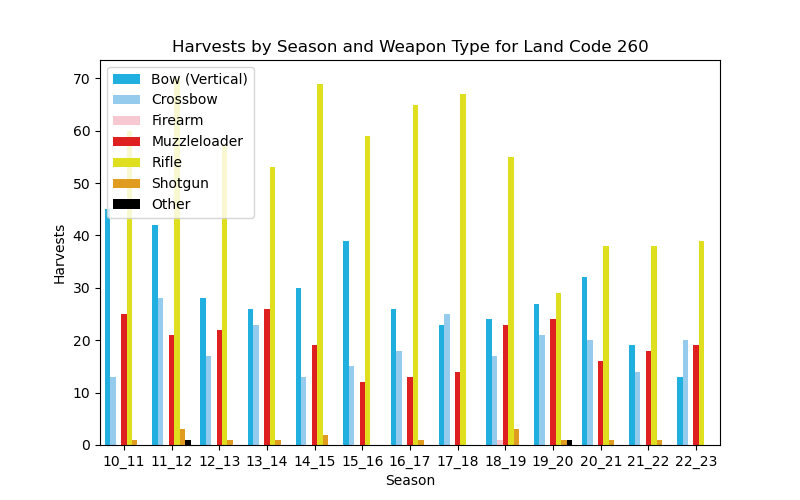 Harvests by Season and Weapon Type for Land Code 260
70
60
50
40
30
20
10
0
Harvests
Bow (Vertical)
Crossbow
Firearm
Muzzleloader
Rifle
Shotgun
Other
10_11 11_12 12_13 13_14 14_15 15_16 16_17 17_18 18_19 19_20 20_21 21_22 22_23
Season